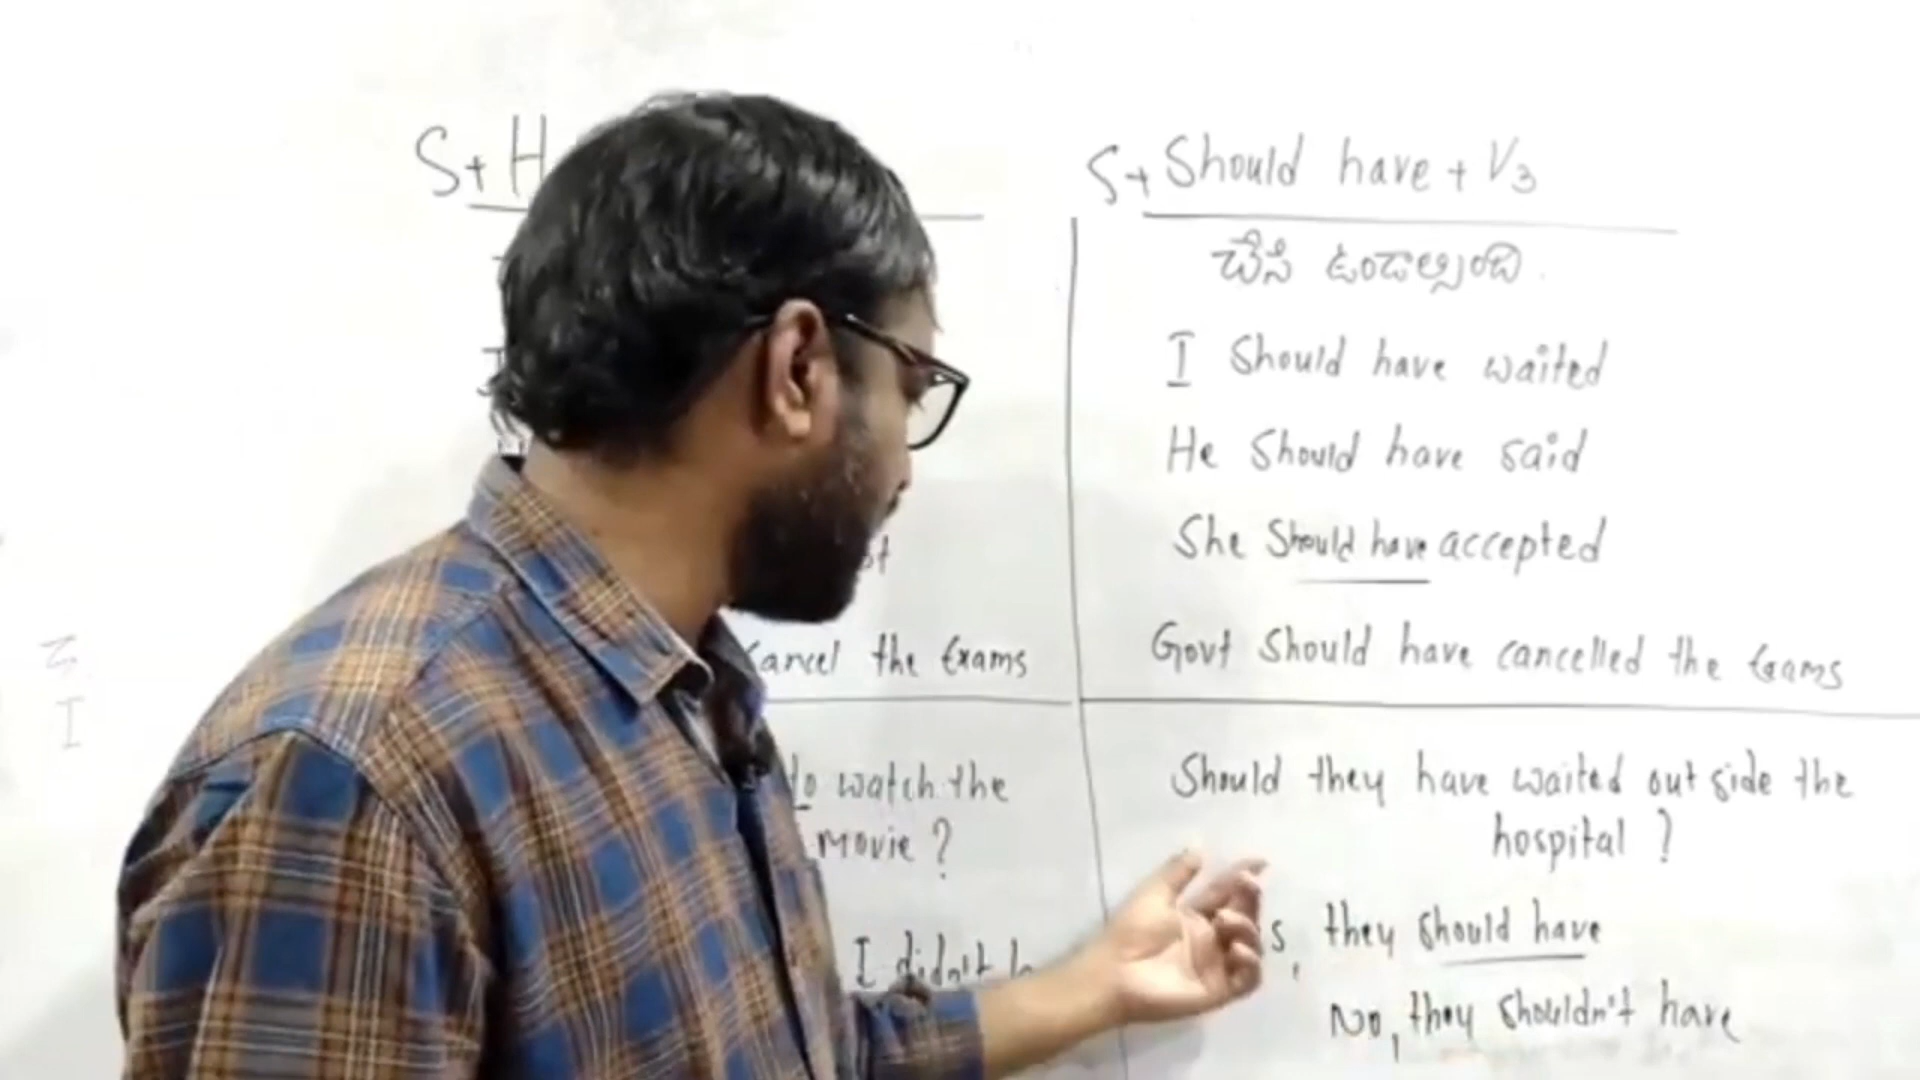 S+ H
S+ Should have + V3
చేసి ఉండాల్సింది.
I Should have waited
He Should have said
She Should have accepted
Cancel the Exams
Govt Should have cancelled the Exams
to watch the
movie ?
Should they have waited out side the
hospital ?
I didn't
they should have
No, they shouldn't have